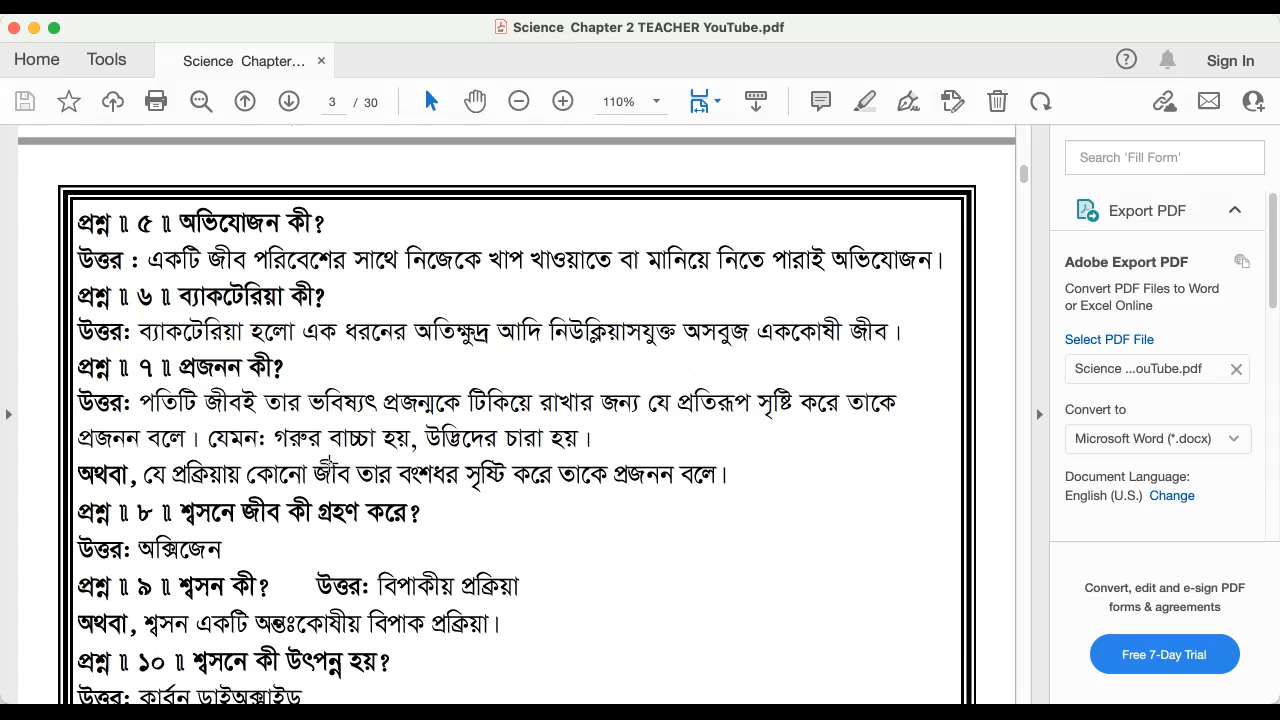 Science Chapter 2 TEACHER YouTube.pdf
Home Tools Science Chapter... × Sign In
3 / 30 110%
প্রশ্ন ॥ ৫ ॥ অভিযোজন কী?
উত্তর : একটি জীব পরিবেশের সাথে নিজেকে খাপ খাওয়াতে বা মানিয়ে নিতে পারাই অভিযোজন।
প্রশ্ন ॥ ৬ ॥ ব্যাকটেরিয়া কী?
উত্তর: ব্যাকটেরিয়া হলো এক ধরনের অতিক্ষুদ্র আদি নিউক্লিয়াসযুক্ত অসবুজ এককোষী জীব।
প্রশ্ন ॥ ৭ ॥ প্রজনন কী?
উত্তর: পতিটি জীবই তার ভবিষ্যৎ প্রজন্মকে টিকিয়ে রাখার জন্য যে প্রতিরূপ সৃষ্টি করে তাকে
প্রজনন বলে। যেমন: গরুর বাচ্চা হয়, উদ্ভিদের চারা হয়।
অথবা, যে প্রক্রিয়ায় কোনো জীব তার বংশধর সৃষ্টি করে তাকে প্রজনন বলে।
প্রশ্ন ॥ ৮ ॥ শ্বসনে জীব কী গ্রহণ করে?
উত্তর: অক্সিজেন
প্রশ্ন ॥ ৯ ॥ শ্বসন কী? উত্তর: বিপাকীয় প্রক্রিয়া
অথবা, শ্বসন একটি অন্তঃকোষীয় বিপাক প্রক্রিয়া।
প্রশ্ন ॥ ১০ ॥ শ্বসনে কী উৎপন্ন হয়?
উত্তর: কার্বন ডাইঅক্সাইড
Search 'Fill Form'
Export PDF
Adobe Export PDF
Convert PDF Files to Word
or Excel Online
Select PDF File
Science ...ouTube.pdf
Convert to
Microsoft Word (*.docx)
Document Language:
English (U.S.) Change
Convert, edit and e-sign PDF
forms & agreements
Free 7-Day Trial